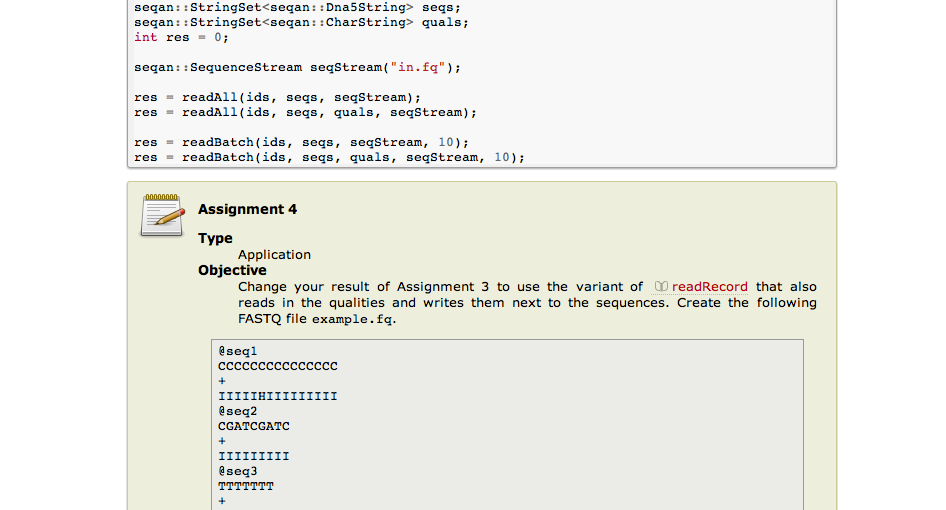 seqan::StringSet<seqan::Dna5String> seqs;
seqan::StringSet<seqan::CharString> quals;
int res = 0;
seqan::SequenceStream seqStream("in.fq");
res = readAll(ids, seqs, seqStream);
res = readAll(ids, seqs, quals, seqStream);
res = readBatch(ids, seqs, seqStream, 10);
res = readBatch(ids, seqs, quals, seqStream, 10);
Assignment 4
Type
Application
Objective
Change your result of Assignment 3 to use the variant of readRecord that also
reads in the qualities and writes them next to the sequences. Create the following
FASTQ file example.fq.
@seq1
CCCCCCCCCCCCCCC
+
IIIIIHIIIIIIIII
@seq2
CGATCGATC
+
IIIIIIIII
@seq3
TTTTTTT
+